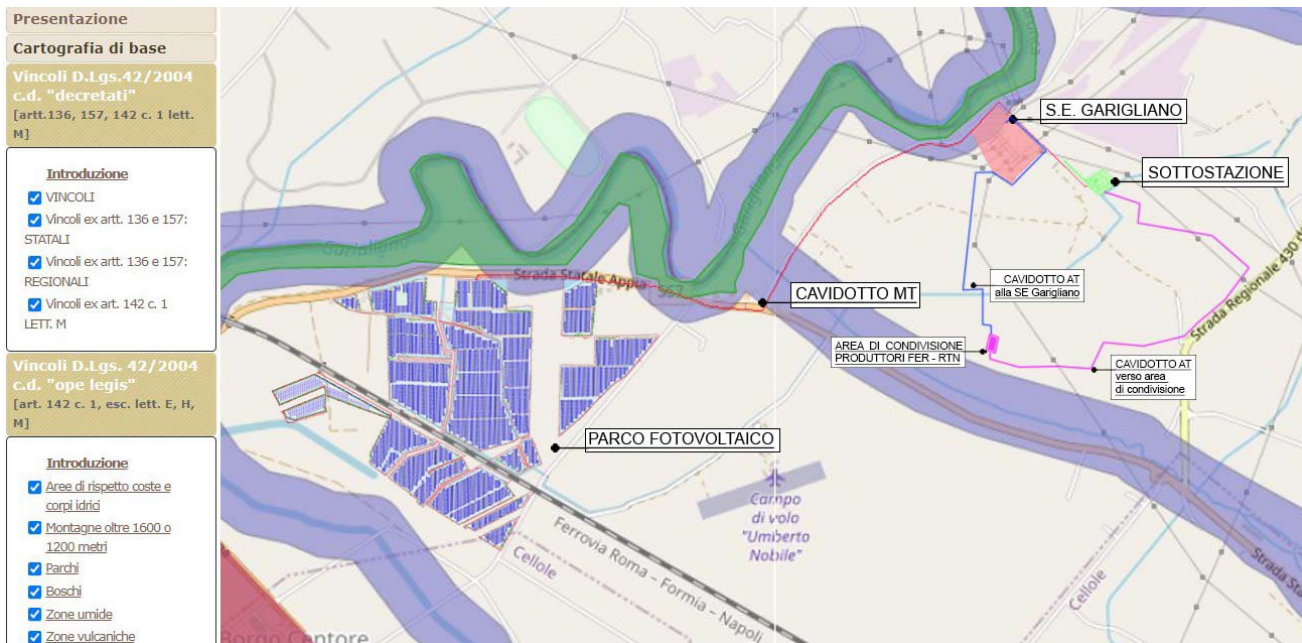 Presentazione
Cartografia di base
Vincoli D.Lgs.42/2004
c.d. "decretati"
[artt.136, 157, 142 c. 1 lett.
M]
Introduzione
VINCOLI
Vincoli ex artt. 136 e 157:
STATALI
Vincoli ex artt. 136 e 157:
REGIONALI
Vincoli ex art. 142 c. 1
LETT. M
Vincoli D.Lgs. 42/2004
c.d. "ope legis"
[art. 142 c. 1, esc. lett. E, H,
M]
Introduzione
Aree di rispetto coste e
corpi idrici
Montagne oltre 1600 o
1200 metri
Parchi
Boschi
Zone umide
Zone vulcaniche
S.E. GARIGLIANO
SOTTOSTAZIONE
Garigliano
Garigliano
Strada Statale Appia
CAVIDOTTO MT
CAVIDOTTO AT
alla SE Garigliano
Strada Regionale 430 d
AREA DI CONDIVISIONE
PRODUTTORI FER - RTN
CAVIDOTTO AT
verso area
di condivisione
PARCO FOTOVOLTAICO
Campo
di volo
"Umberto
Nobile"
Ferrovia Roma - Formia - Napoli
Cellole
Cellole
Strada Sta
Borgo Centore